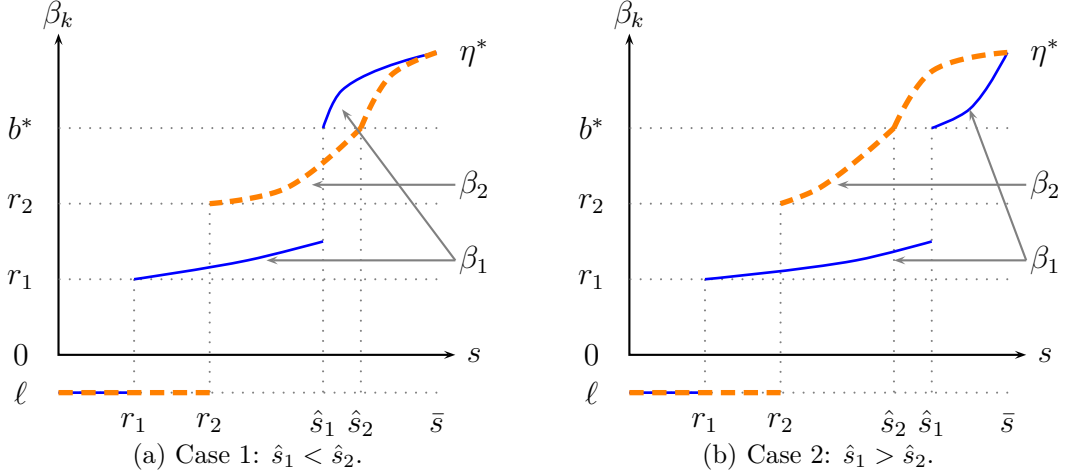 β_k
η*
b*
r_2
β_2
β_1
r_1
0
s
ℓ
r_1 r_2 ŝ_1 ŝ_2 s̄
(a) Case 1: ŝ_1 < ŝ_2.
β_k
η*
b*
r_2
β_2
β_1
r_1
0
s
ℓ
r_1 r_2 ŝ_2 ŝ_1 s̄
(b) Case 2: ŝ_1 > ŝ_2.